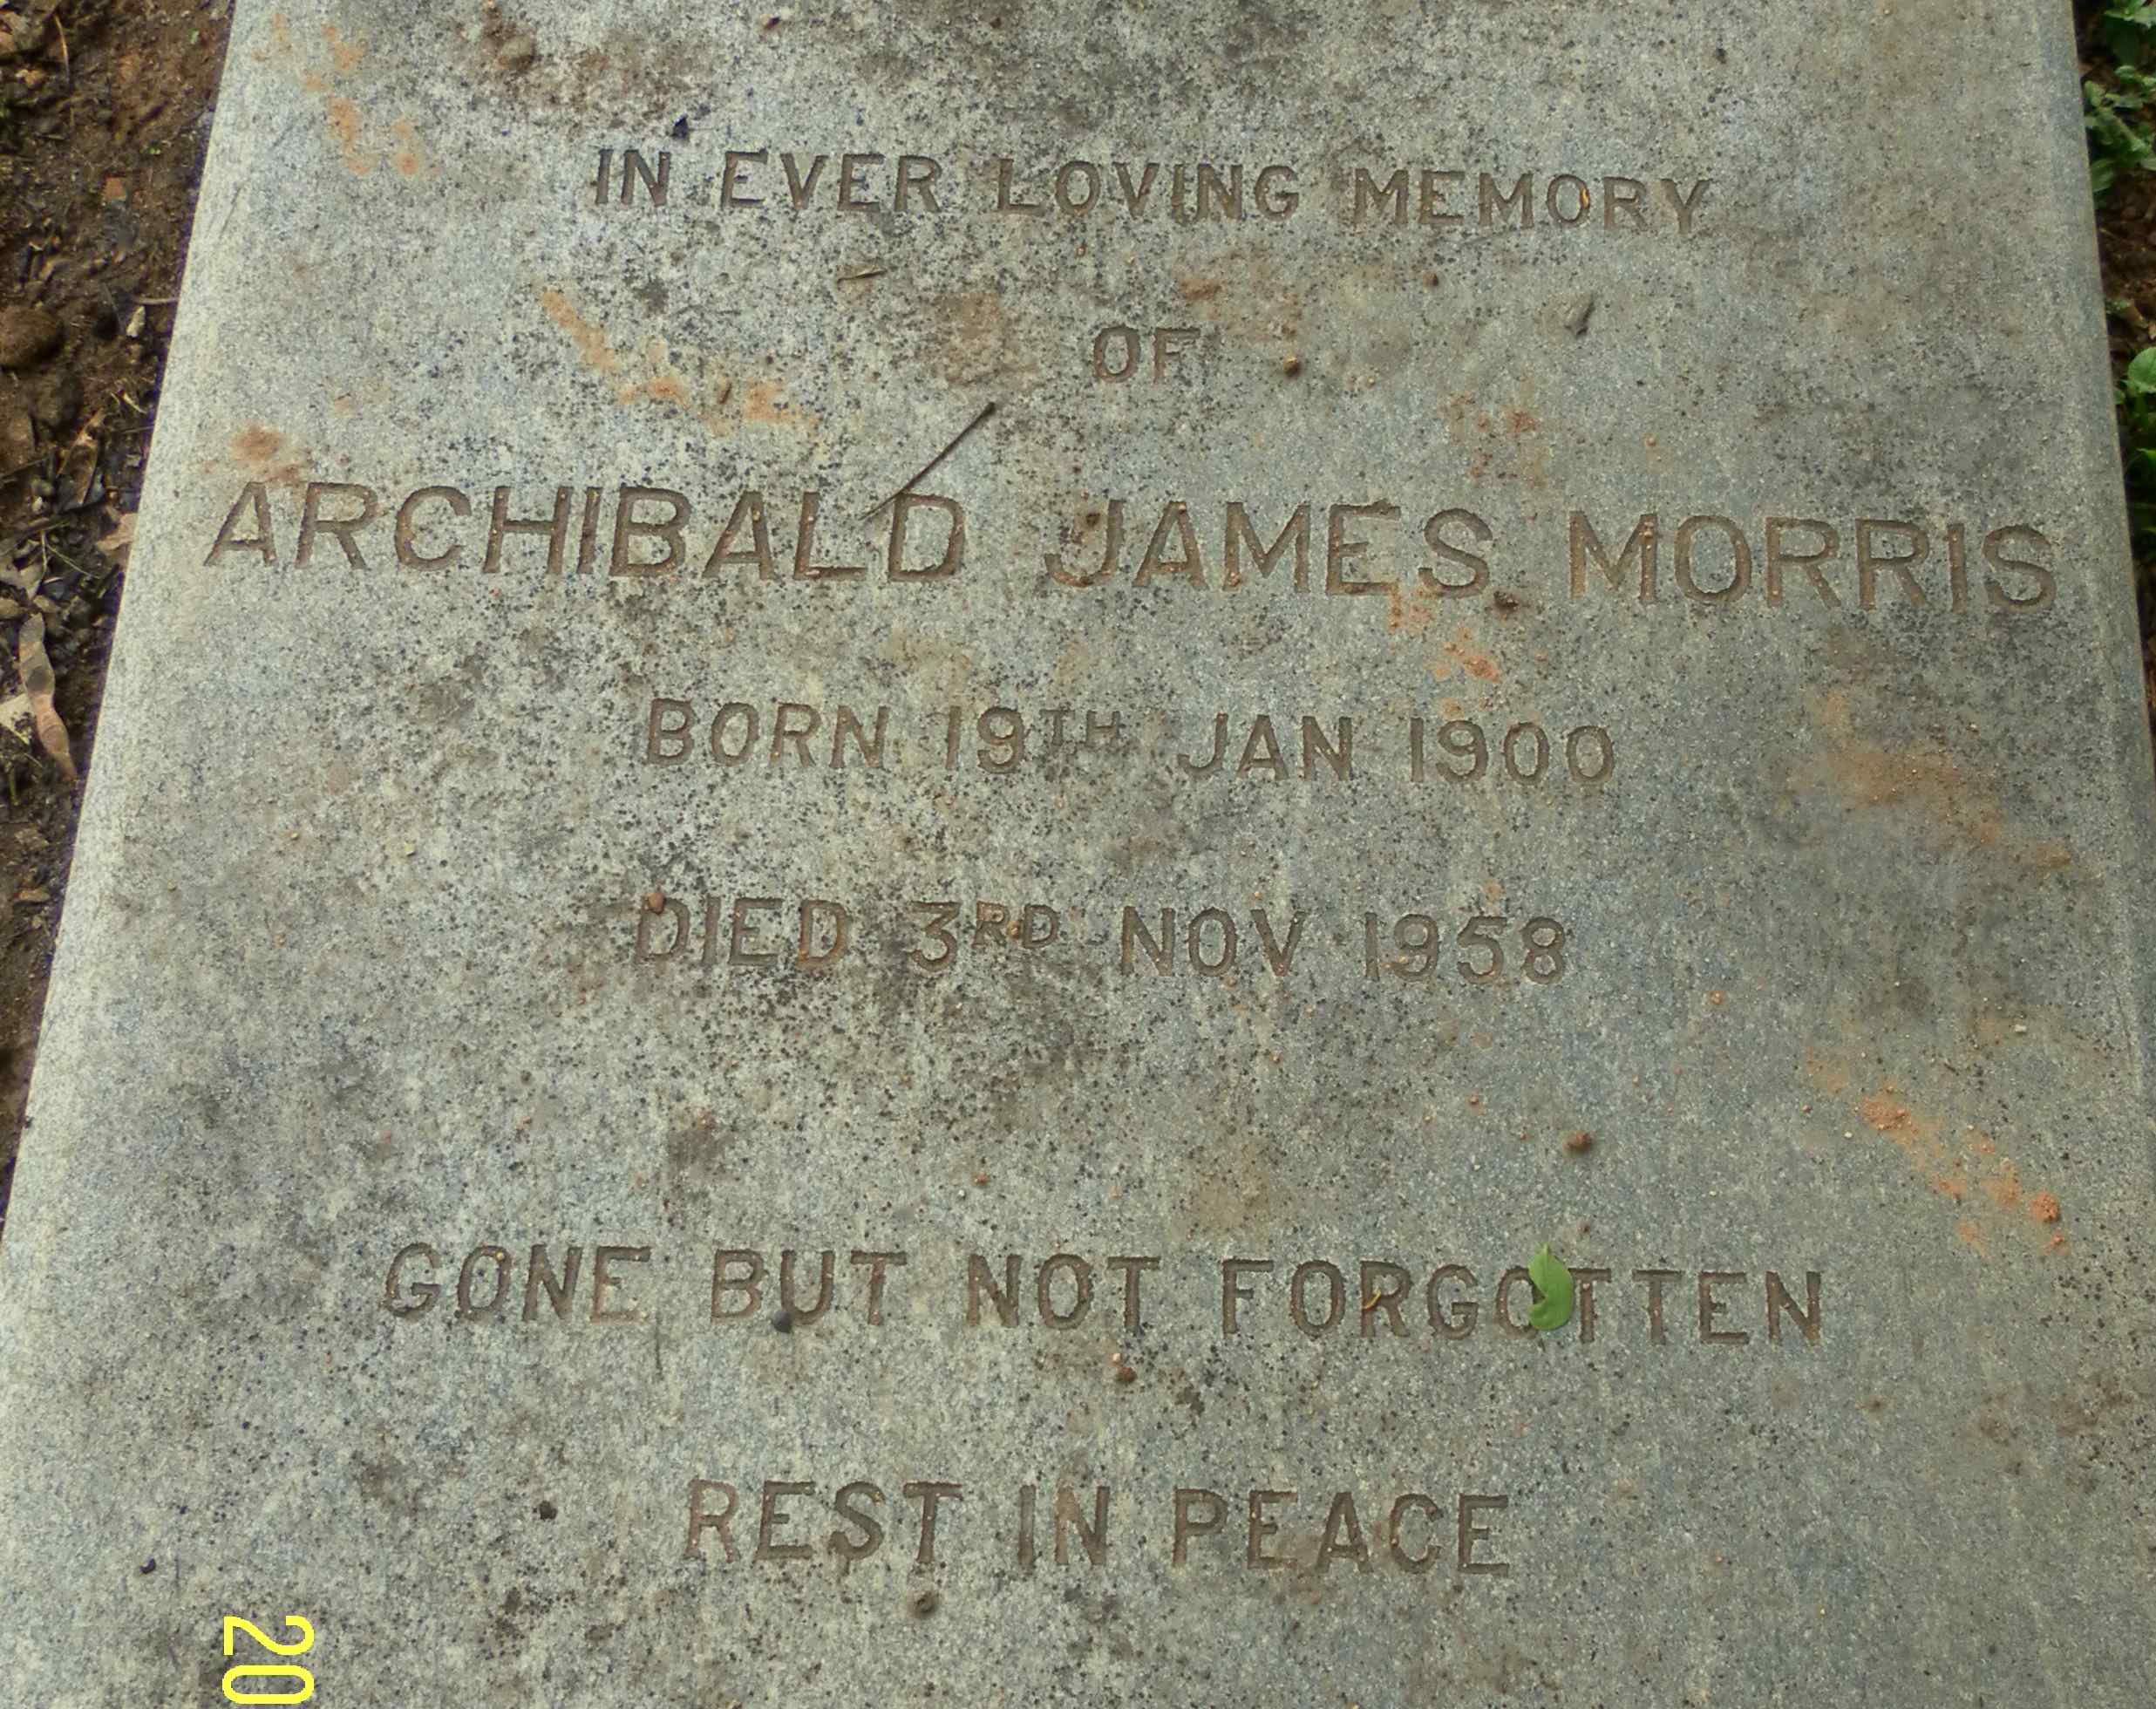 IN EVER LOVING MEMORY
OF
ARCHIBALD JAMES MORRIS
BORN 19TH JAN 1900
DIED 3RD NOV 1958
GONE BUT NOT FORGOTTEN
REST IN PEACE
20